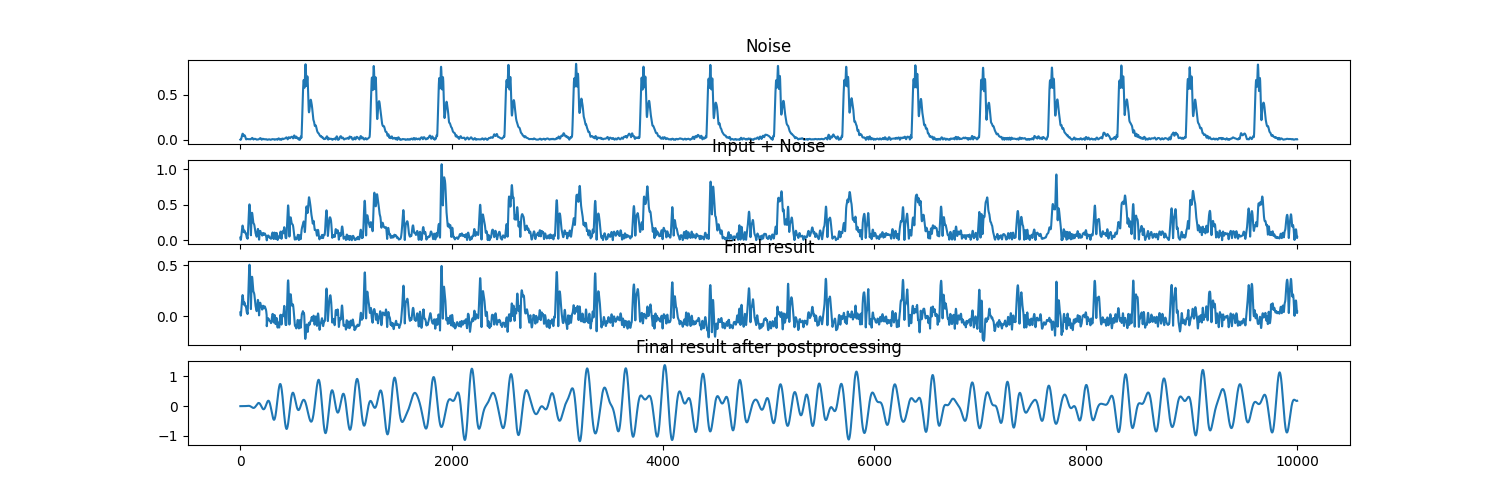 Noise
0.5
0.0
Input + Noise
1.0
0.5
0.0
Final result
0.5
0.0
Final result after postprocessing
1
0
−1
0 2000 4000 6000 8000 10000